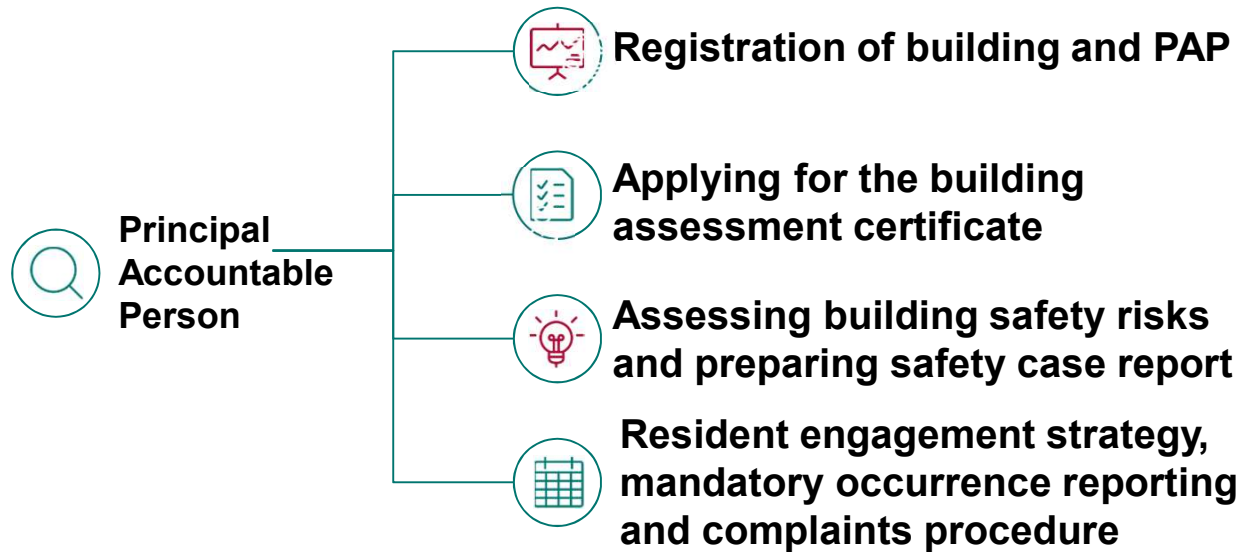 Principal
Accountable
Person
Registration of building and PAP
Applying for the building
assessment certificate
Assessing building safety risks
and preparing safety case report
Resident engagement strategy,
mandatory occurrence reporting
and complaints procedure